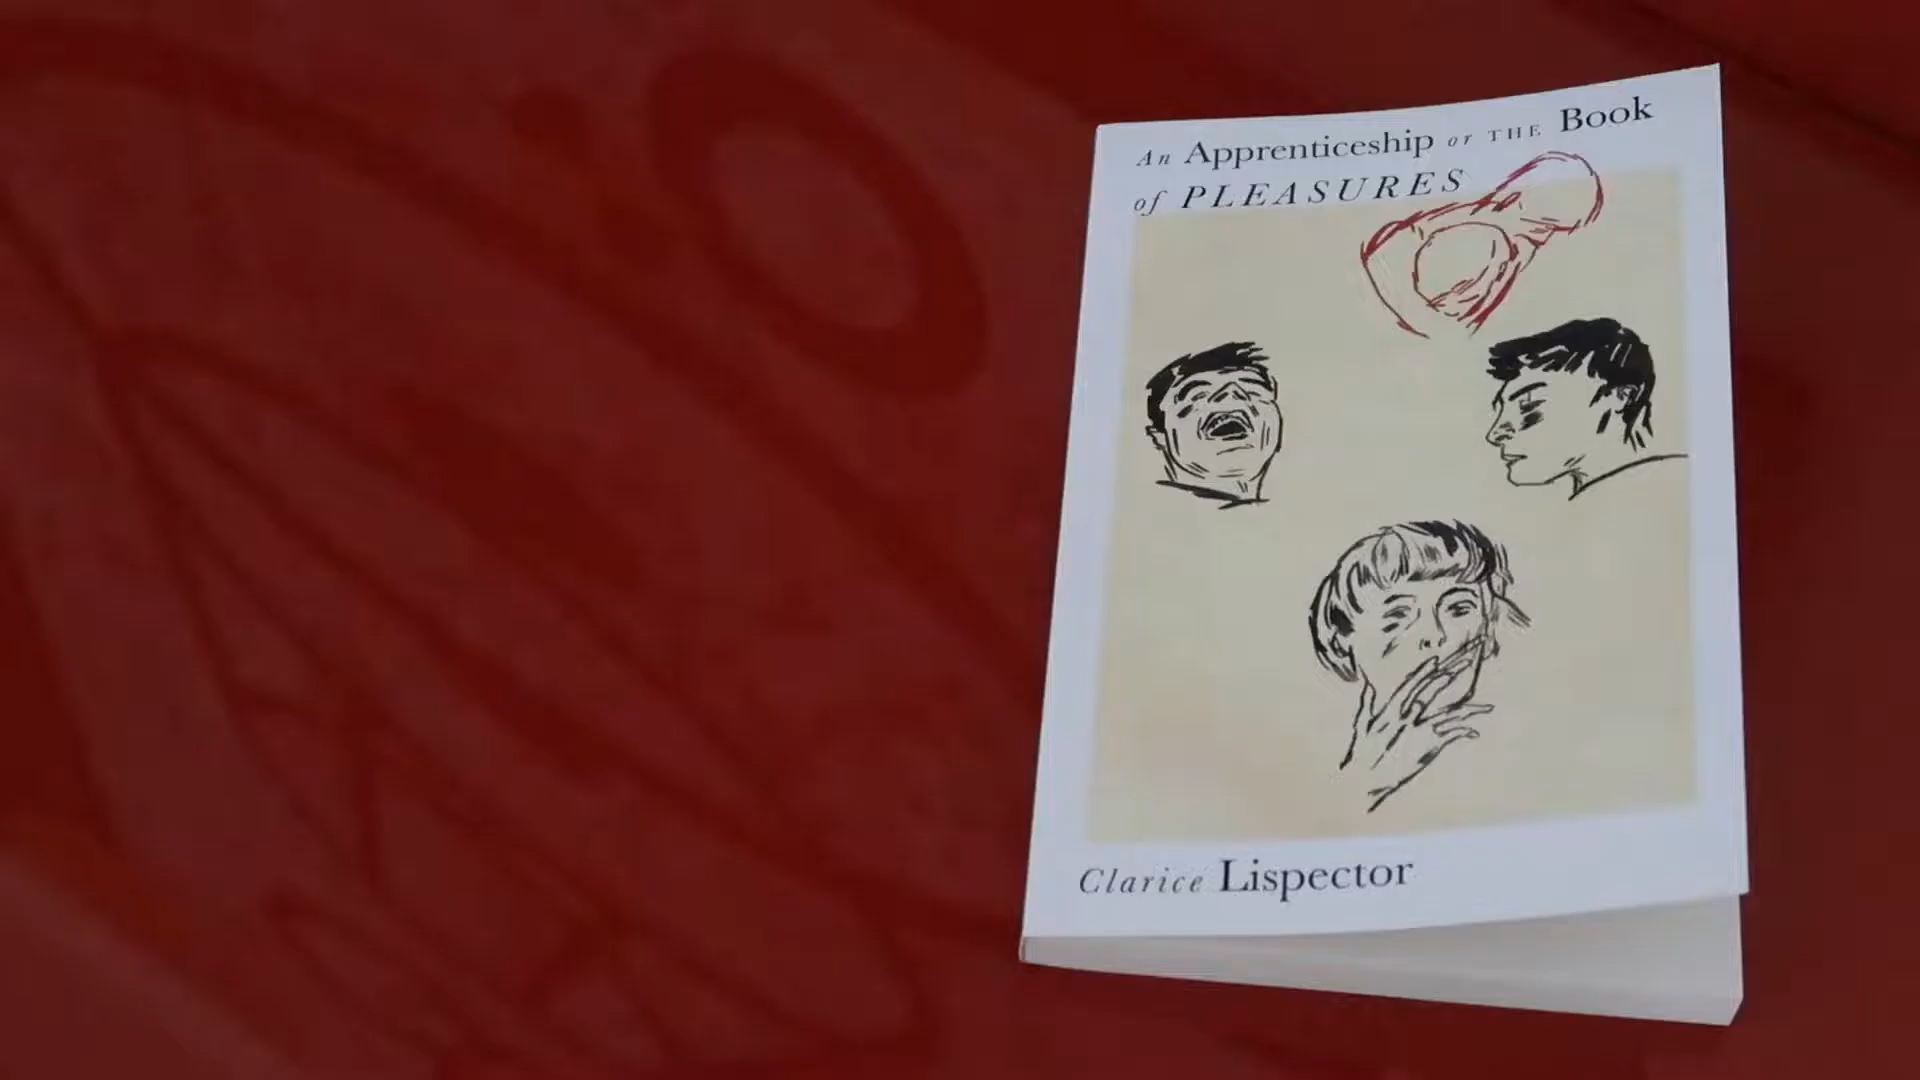 An Apprenticeship or THE Book
of PLEASURES
Clarice Lispector